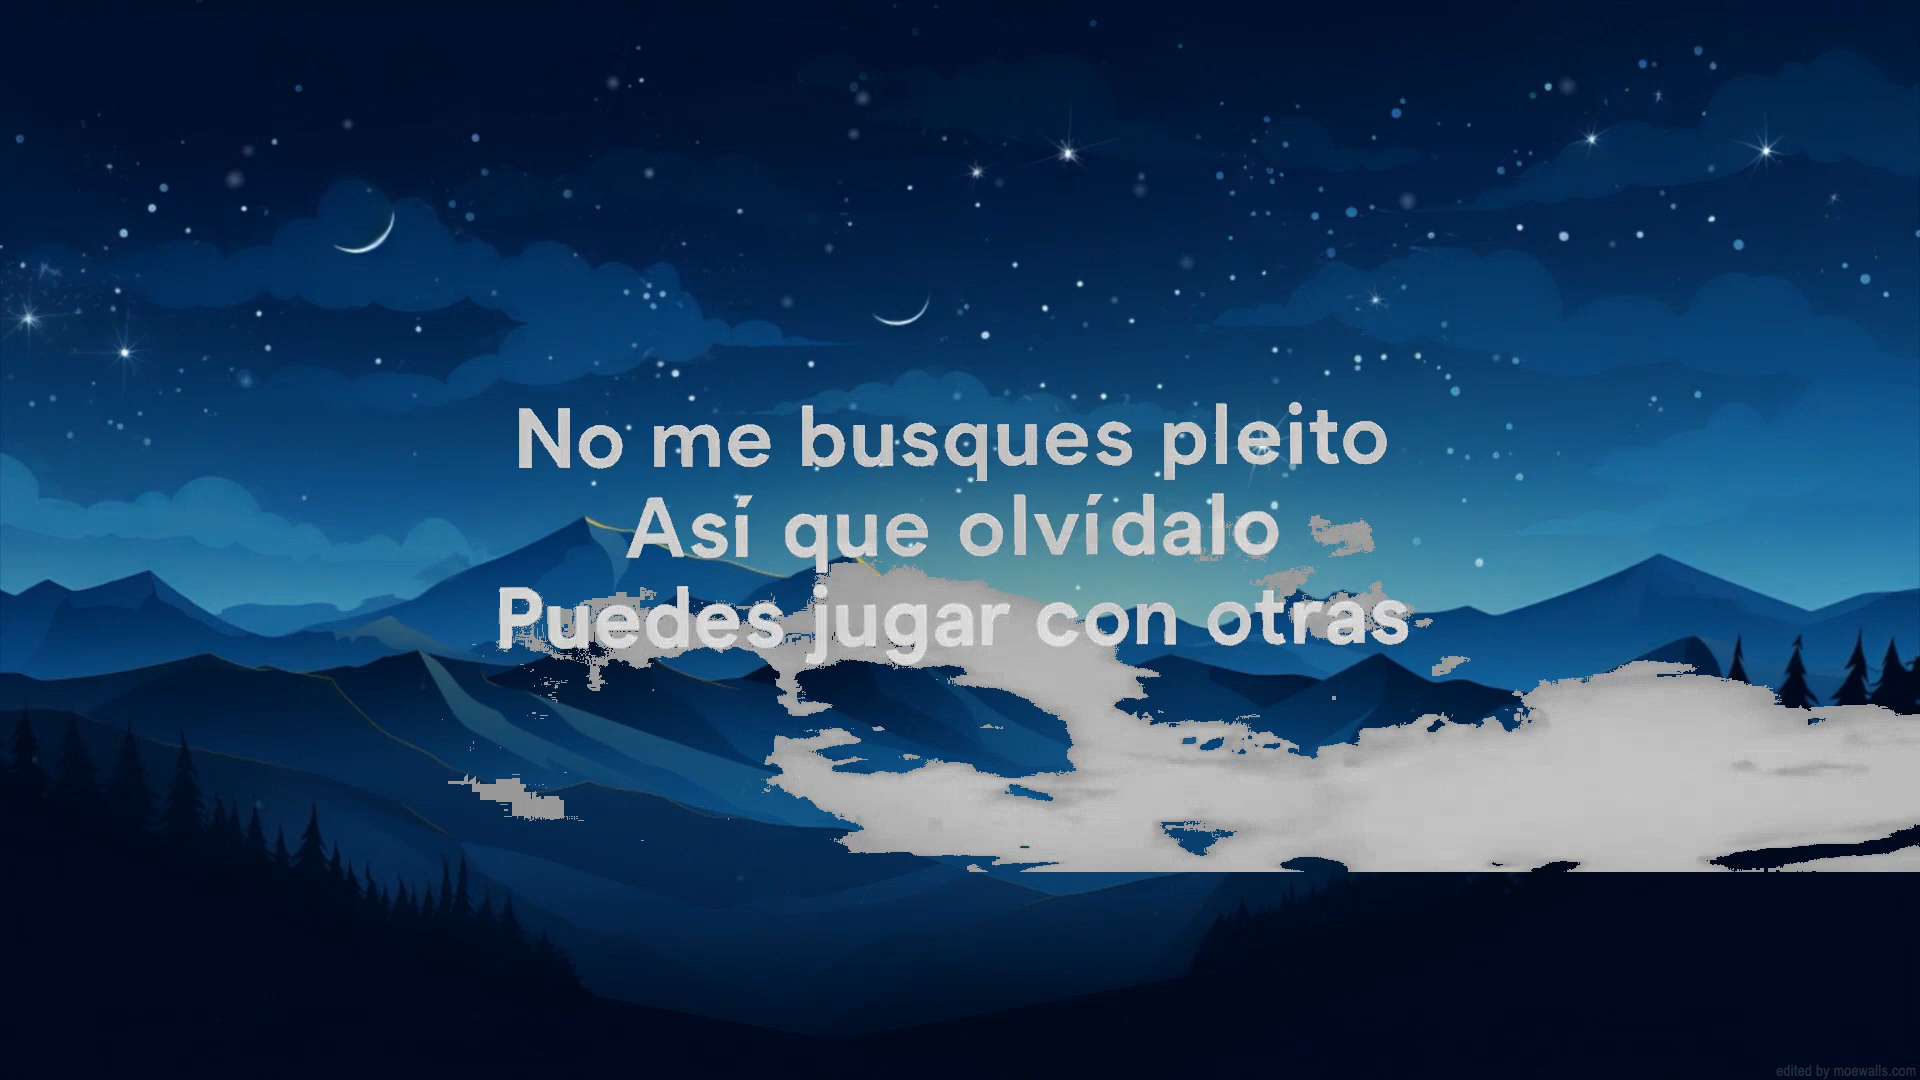 No me busques pleito
Así que olvídalo
Puedes jugar con otras
edited by moewalls.com